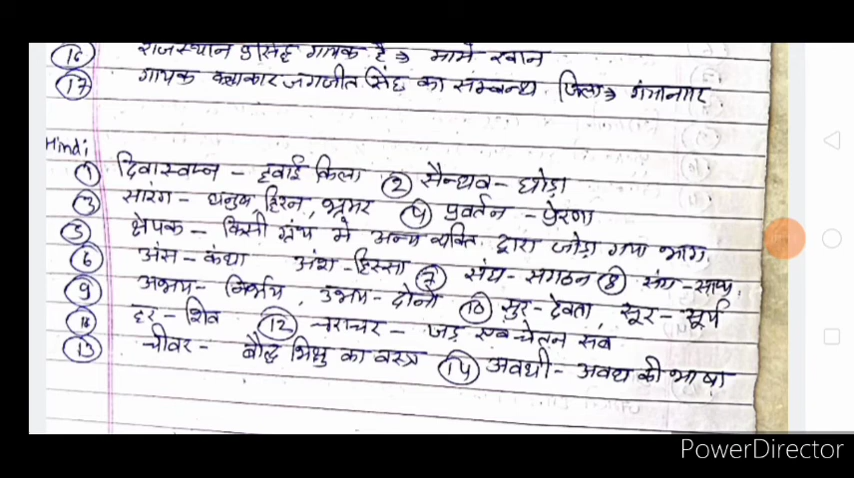 (16) राजस्थान प्रसिद्ध गायक है → मामे खान
(17) गायक कलाकार जगजीत सिंह का सम्बन्ध जिला → गंगानगर
Hindi
(1) दिवास्वप्न - हवाई किला (2) सैन्धव - घोड़ा
(3) सारंग - धनुष हिरन, भ्रमर (4) प्रवर्तन - प्रेरणा
(5) क्षेपक - किसी ग्रंथ मे अन्य व्यक्ति द्वारा जोड़ा गया भाग
(6) अंस - कंधा अंश - हिस्सा (7) संघ - संगठन (8) संग - साथ
(9) अभय - निर्भय, उभय - दोनों (10) सुर - देवता, सूर - सूर्य
(11) हर - शिव (12) चराचर - जड़ एव चेतन सब
(13) चीवर - बौद्ध भिक्षु का वस्त्र (14) अवधी - अवध की भाषा
PowerDirector